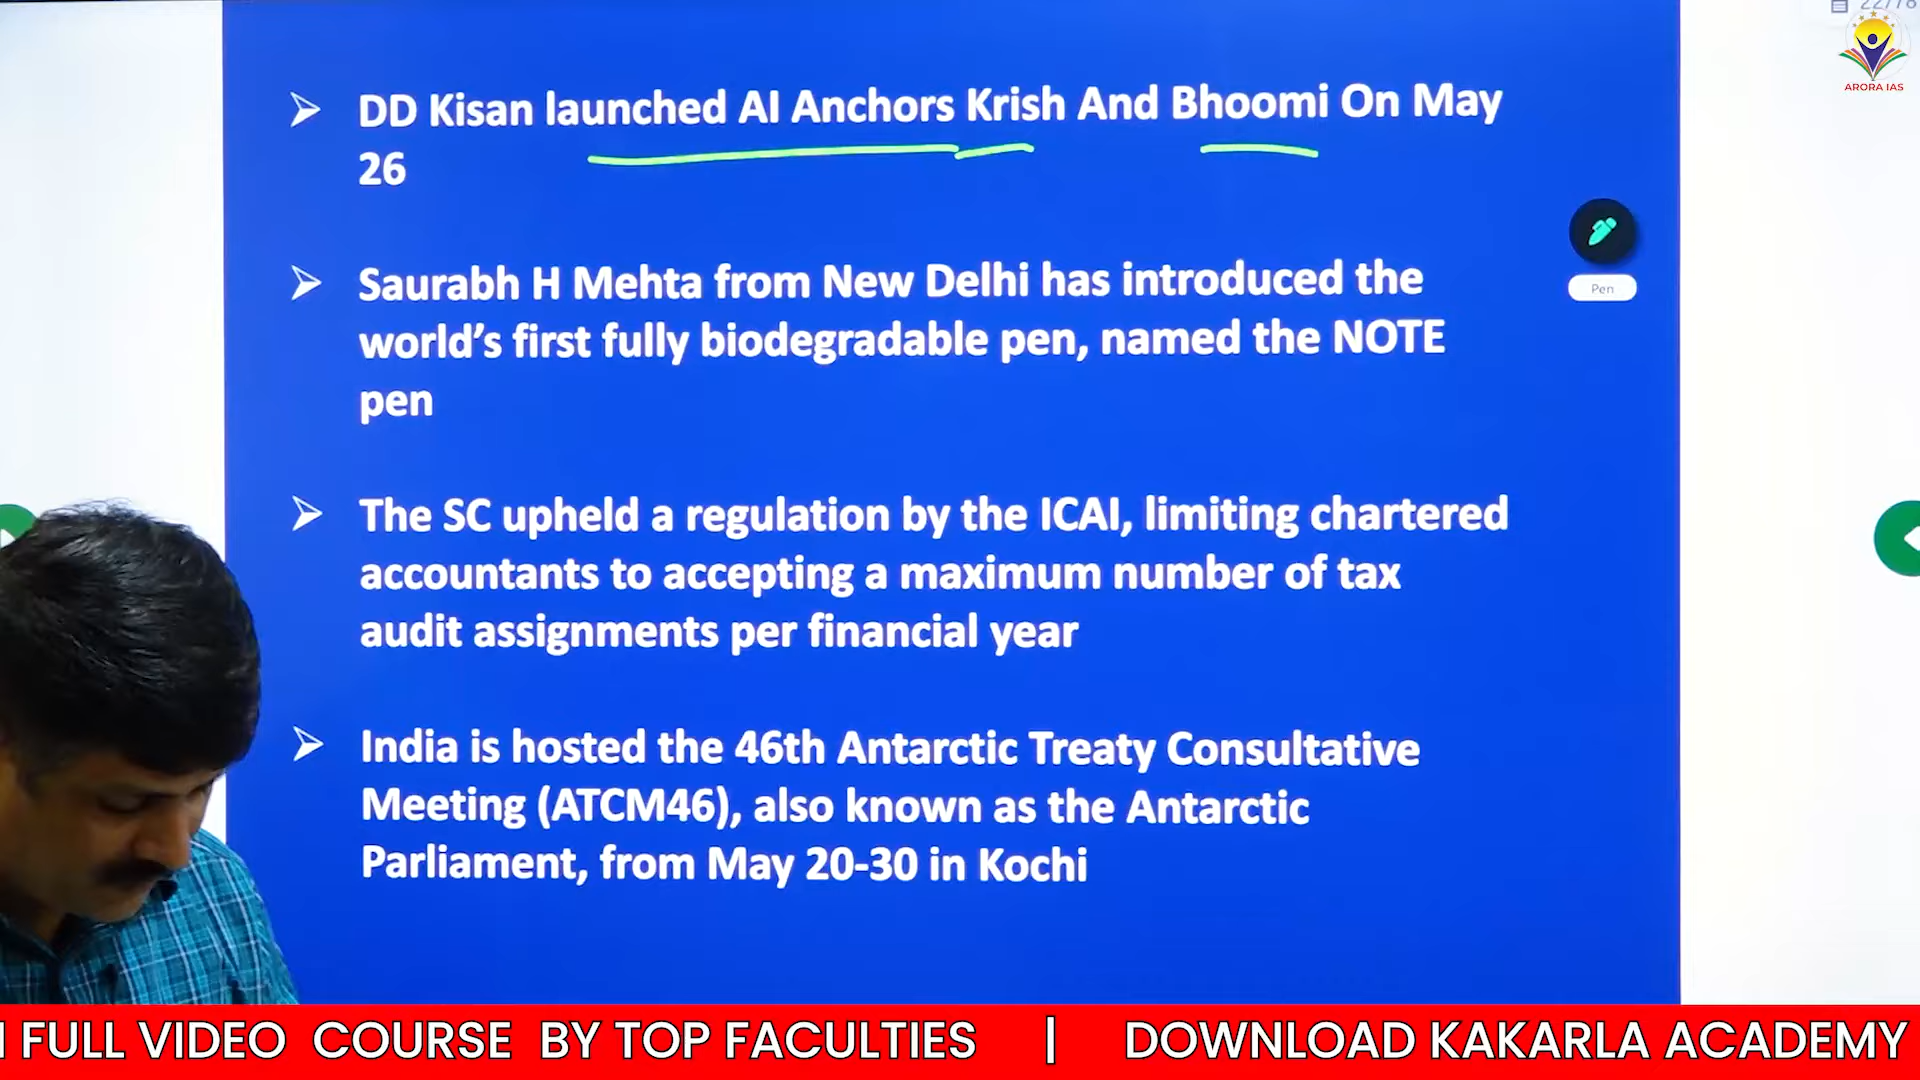 22/78
ARORA IAS
➢ DD Kisan launched AI Anchors Krish And Bhoomi On May
26
Pen
➢ Saurabh H Mehta from New Delhi has introduced the
world’s first fully biodegradable pen, named the NOTE
pen
➢ The SC upheld a regulation by the ICAI, limiting chartered
accountants to accepting a maximum number of tax
audit assignments per financial year
➢ India is hosted the 46th Antarctic Treaty Consultative
Meeting (ATCM46), also known as the Antarctic
Parliament, from May 20-30 in Kochi
FULL VIDEO COURSE BY TOP FACULTIES | DOWNLOAD KAKARLA ACADEMY